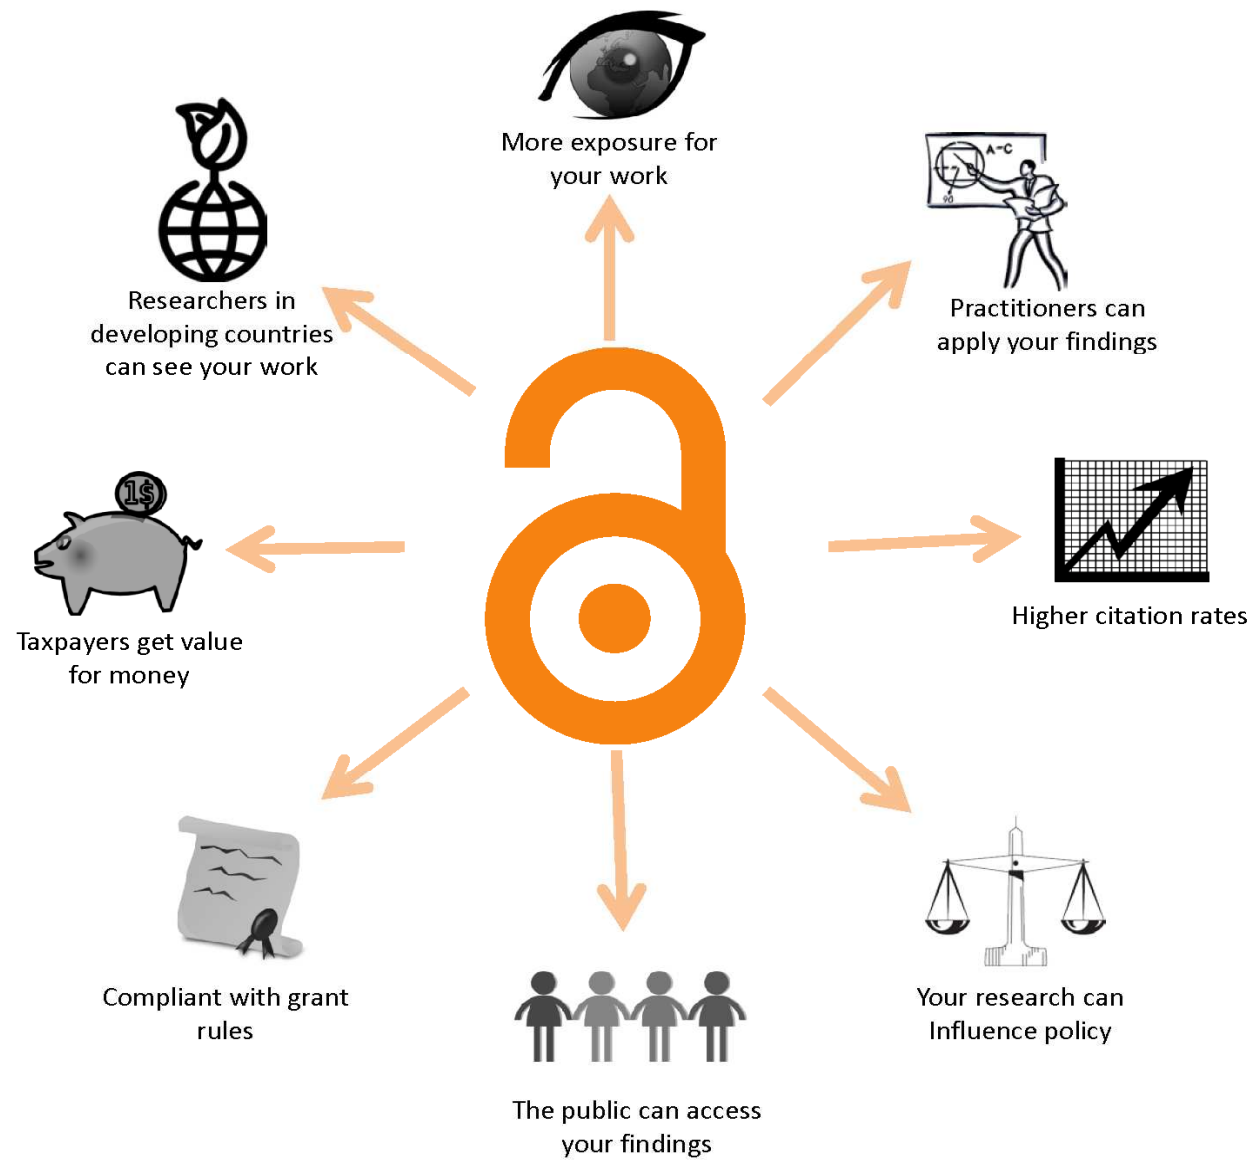 More exposure for
your work
A-C
90
Practitioners can
apply your findings
Researchers in
developing countries
can see your work
1$
Higher citation rates
Taxpayers get value
for money
Compliant with grant
rules
Your research can
Influence policy
The public can access
your findings